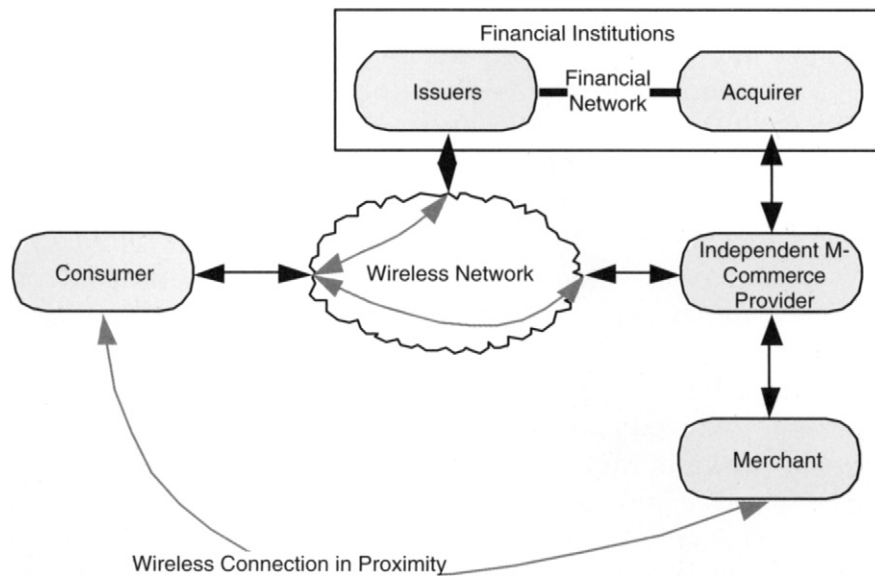 Financial Institutions
Issuers
Financial
Network
Acquirer
Consumer
Wireless Network
Independent M-
Commerce
Provider
Merchant
Wireless Connection in Proximity